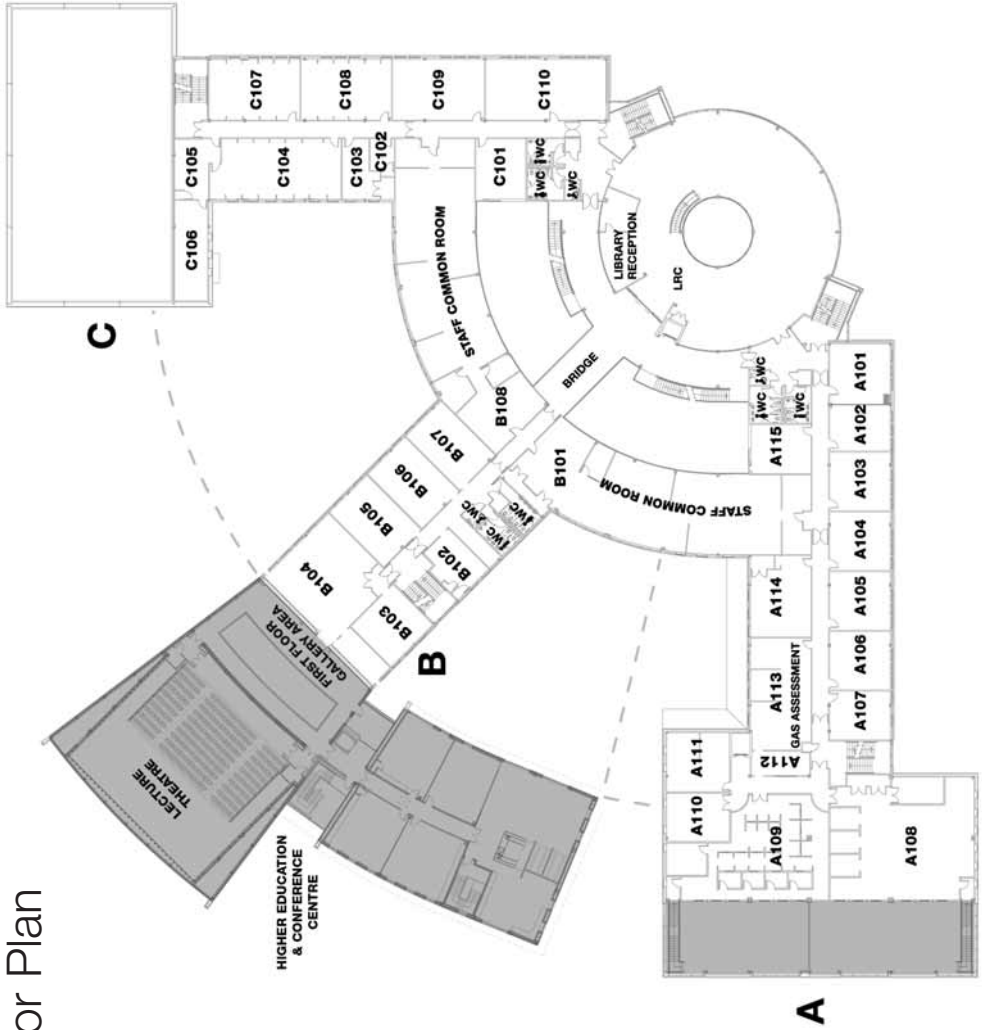 or Plan
C
C105
C106
C107
C104
C108
C103
C102
C109
C110
C101
WC
WC
WC
STAFF COMMON ROOM
LIBRARY
RECEPTION
LRC
BRIDGE
B
B108
B107
B106
B105
B104
B103
B102
B101
WC
WC
WC
FIRST FLOOR
GALLERY AREA
LECTURE
THEATRE
HIGHER EDUCATION
& CONFERENCE
CENTRE
STAFF COMMON ROOM
WC
WC
WC
A
A101
A102
A103
A104
A105
A106
A107
A108
A109
A110
A111
A112
A113
GAS ASSESSMENT
A114
A115